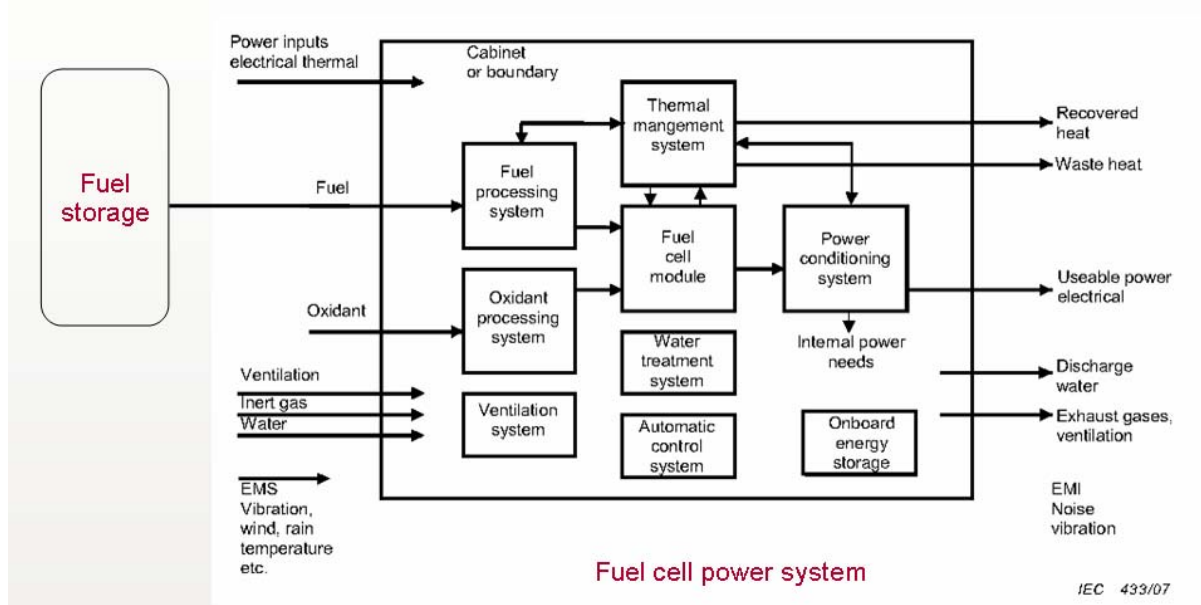 Power inputs
electrical thermal
Cabinet
or boundary
Fuel
storage
Thermal
mangement
system
Recovered
heat
Waste heat
Fuel
Fuel
processing
system
Fuel
cell
module
Power
conditioning
system
Useable power
electrical
Oxidant
Oxidant
processing
system
Internal power
needs
Water
treatment
system
Discharge
water
Ventilation
Inert gas
Water
Ventilation
system
Automatic
control
system
Onboard
energy
storage
Exhaust gases,
ventilation
EMS
Vibration,
wind, rain
temperature
etc.
EMI
Noise
vibration
Fuel cell power system
IEC 433/07